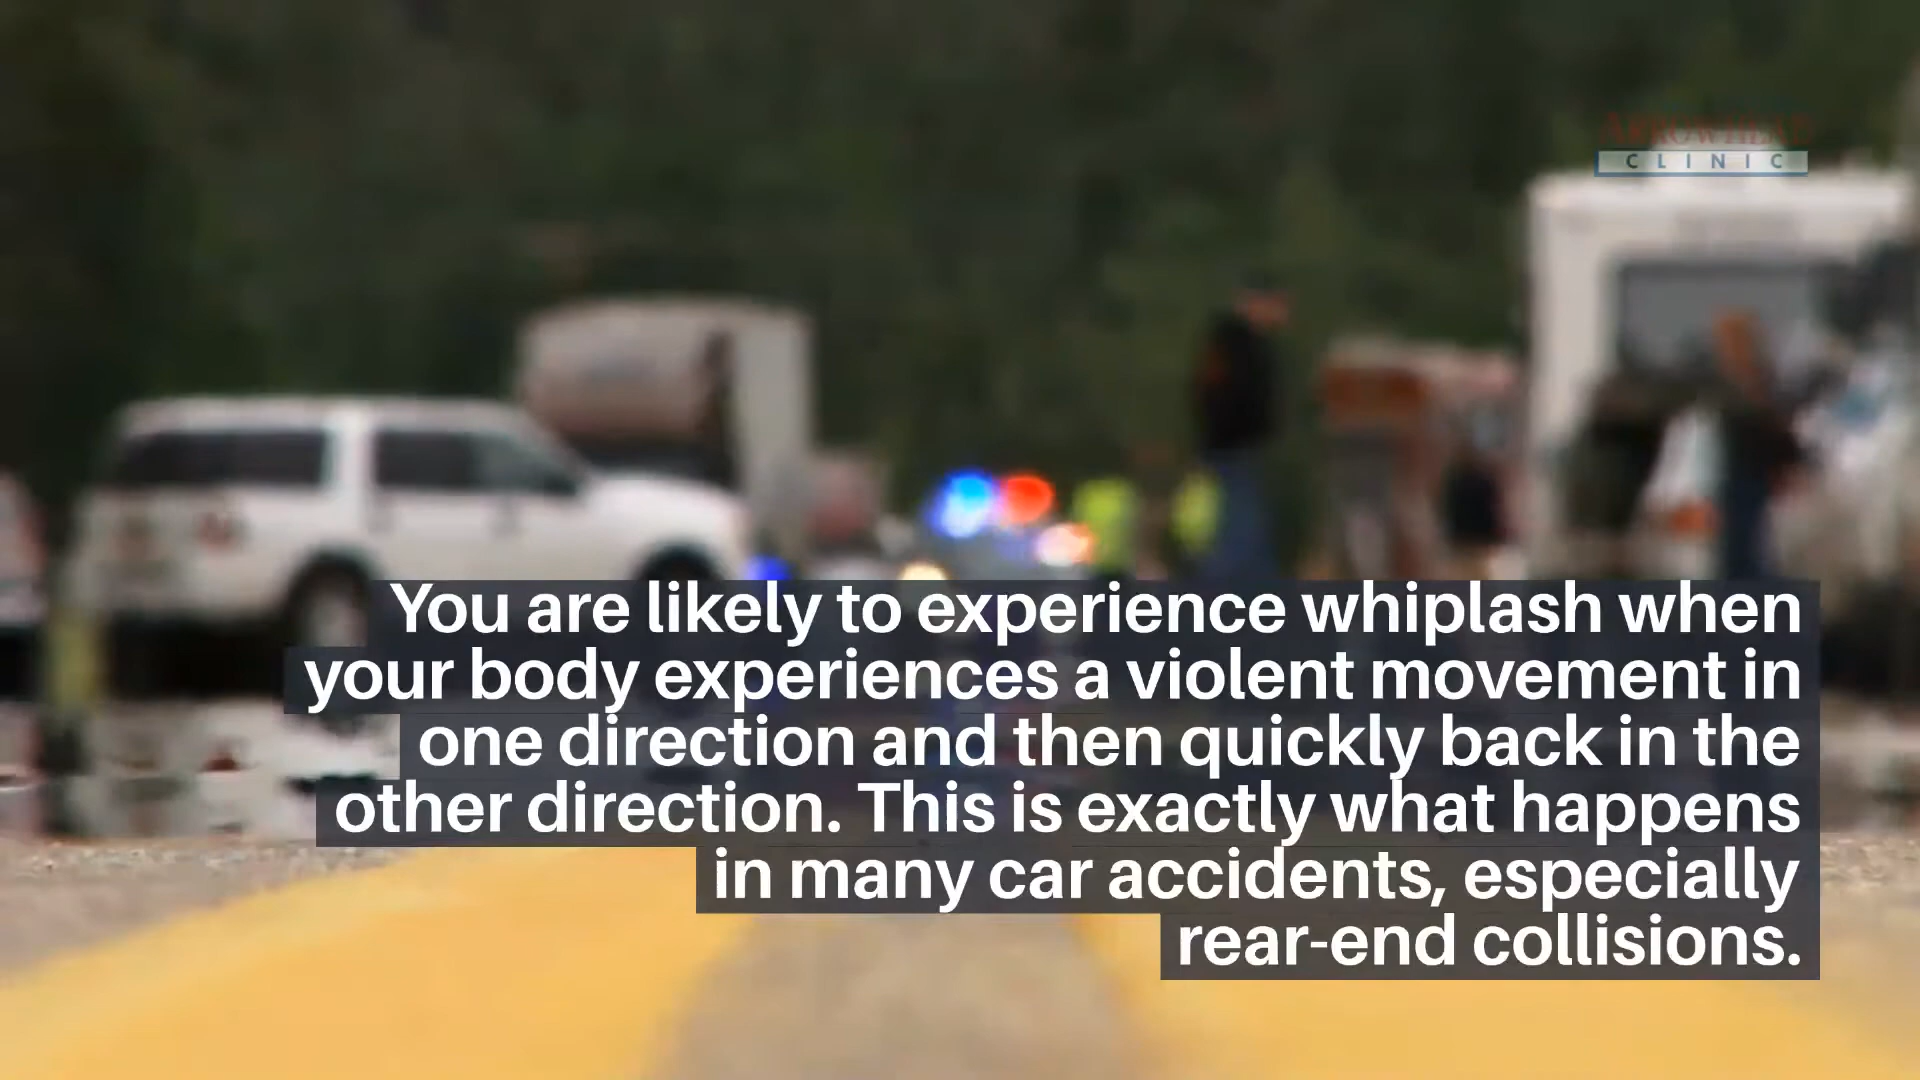 ARROWHEAD
CLINIC
You are likely to experience whiplash when
your body experiences a violent movement in
one direction and then quickly back in the
other direction. This is exactly what happens
in many car accidents, especially
rear-end collisions.